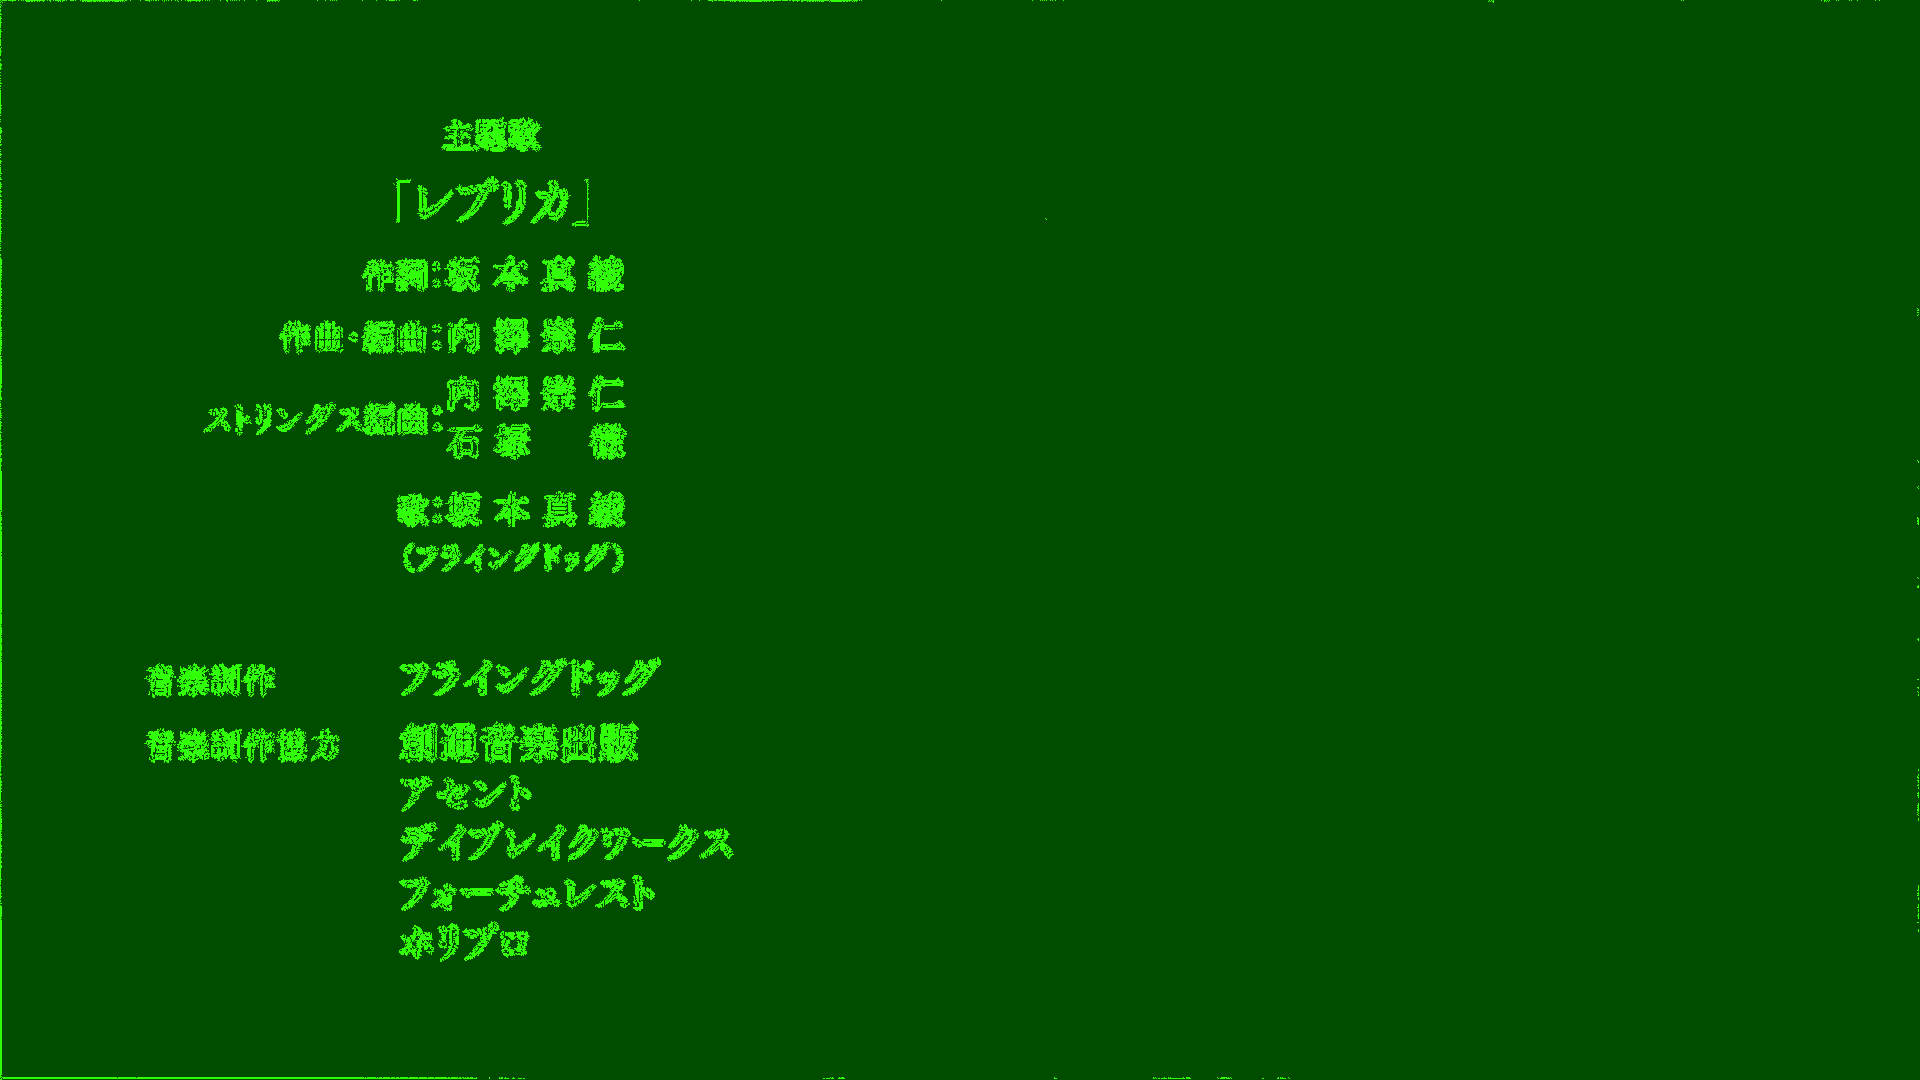 主題歌
「レプリカ」
作詞：坂本真綾
作曲・編曲：内澤崇仁
ストリングス編曲：内澤崇仁
石塚 徹
歌：坂本真綾
(フライングドッグ)
音楽制作 フライングドッグ
音楽制作協力 創通音楽出版
アセント
デイブレイクワークス
フォーチュレスト
ホリプロ